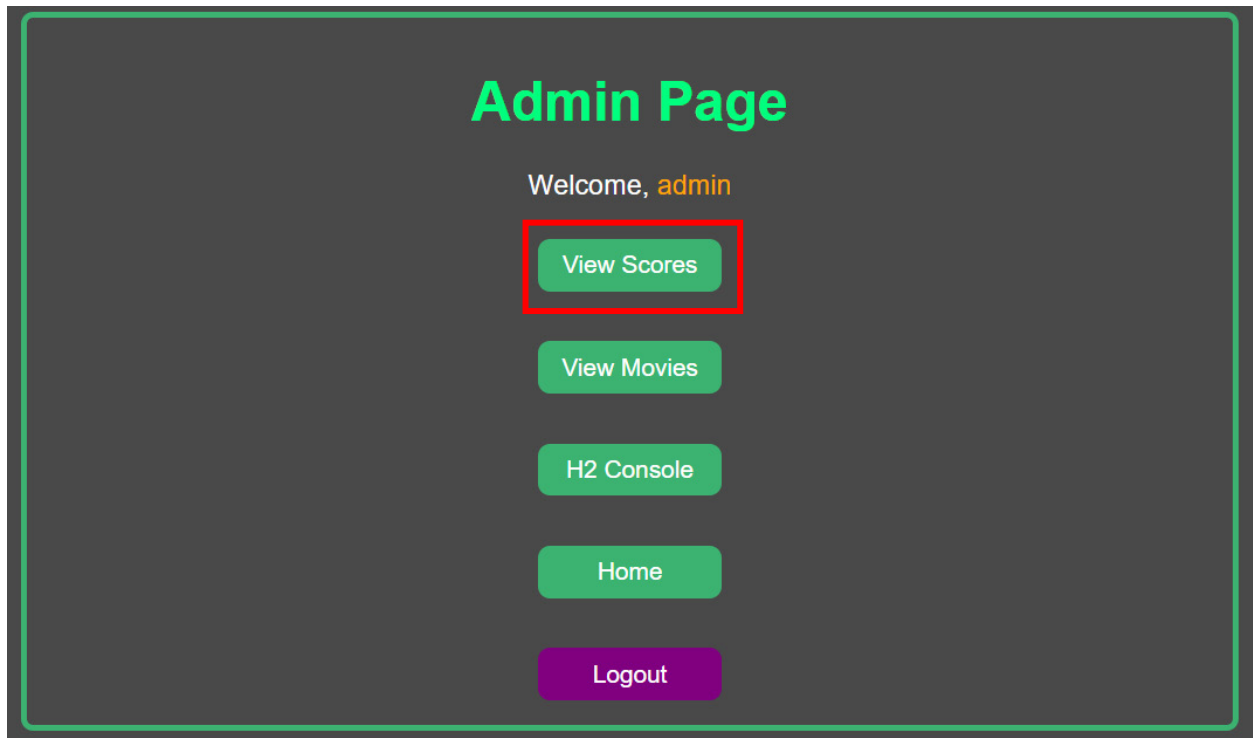 Admin Page
Welcome, admin
View Scores
View Movies
H2 Console
Home
Logout